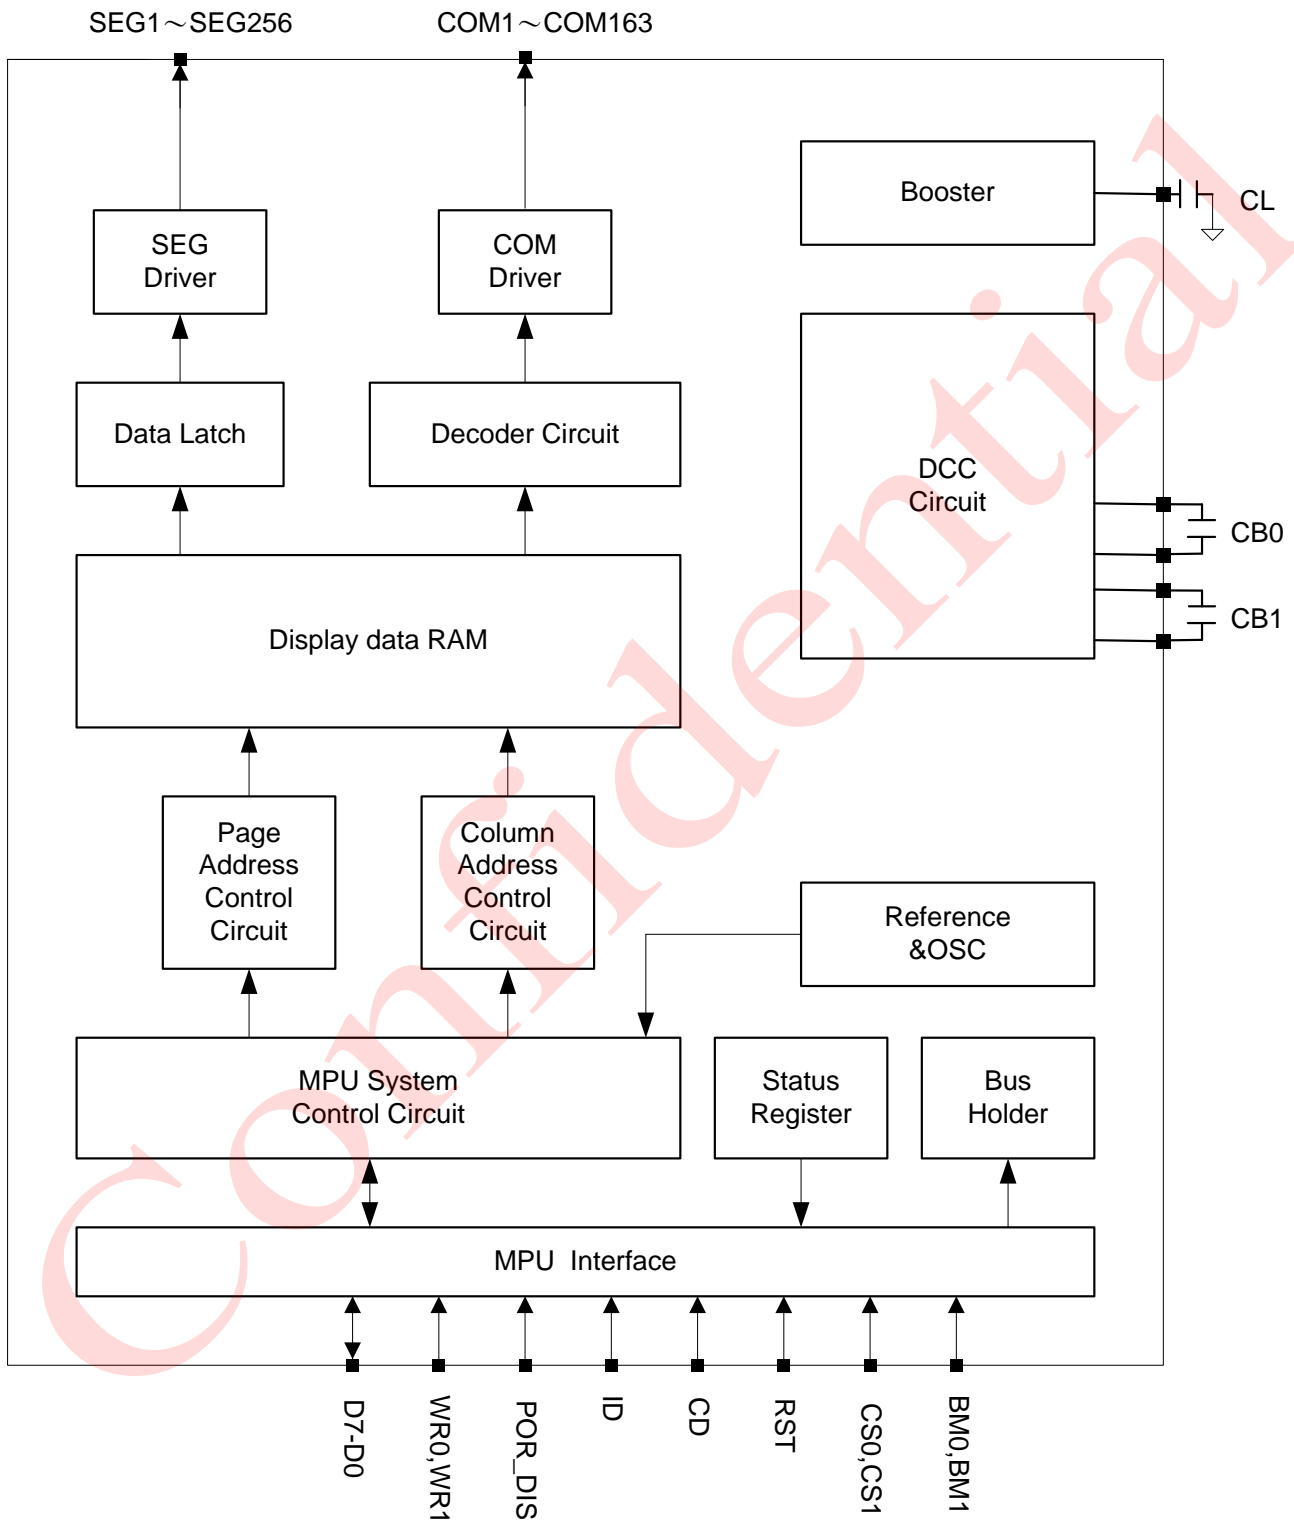 SEG1～SEG256
COM1～COM163
Booster
CL
SEG
Driver
COM
Driver
Data Latch
Decoder Circuit
DCC
Circuit
CB0
CB1
Display data RAM
Page
Address
Control
Circuit
Column
Address
Control
Circuit
Reference
&OSC
MPU System
Control Circuit
Status
Register
Bus
Holder
MPU Interface
D7-D0
WR0,WR1
POR_DIS
ID
CD
RST
CS0,CS1
BM0,BM1
Confidential